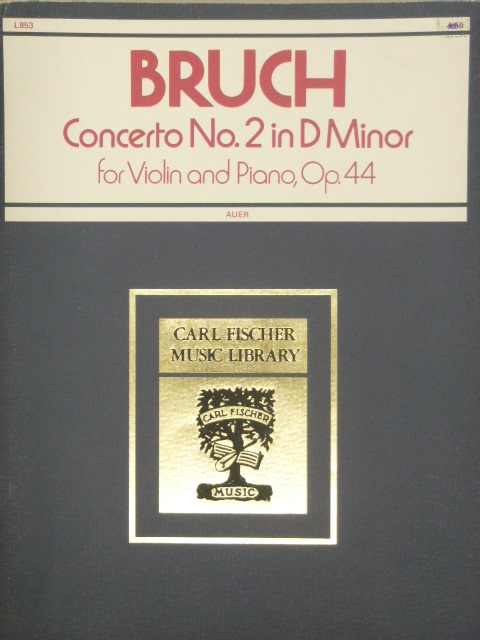 L853
BRUCH
Concerto No. 2 in D Minor
for Violin and Piano, Op. 44
AUER
CARL FISCHER
MUSIC LIBRARY
CARL FISCHER
MUSIC